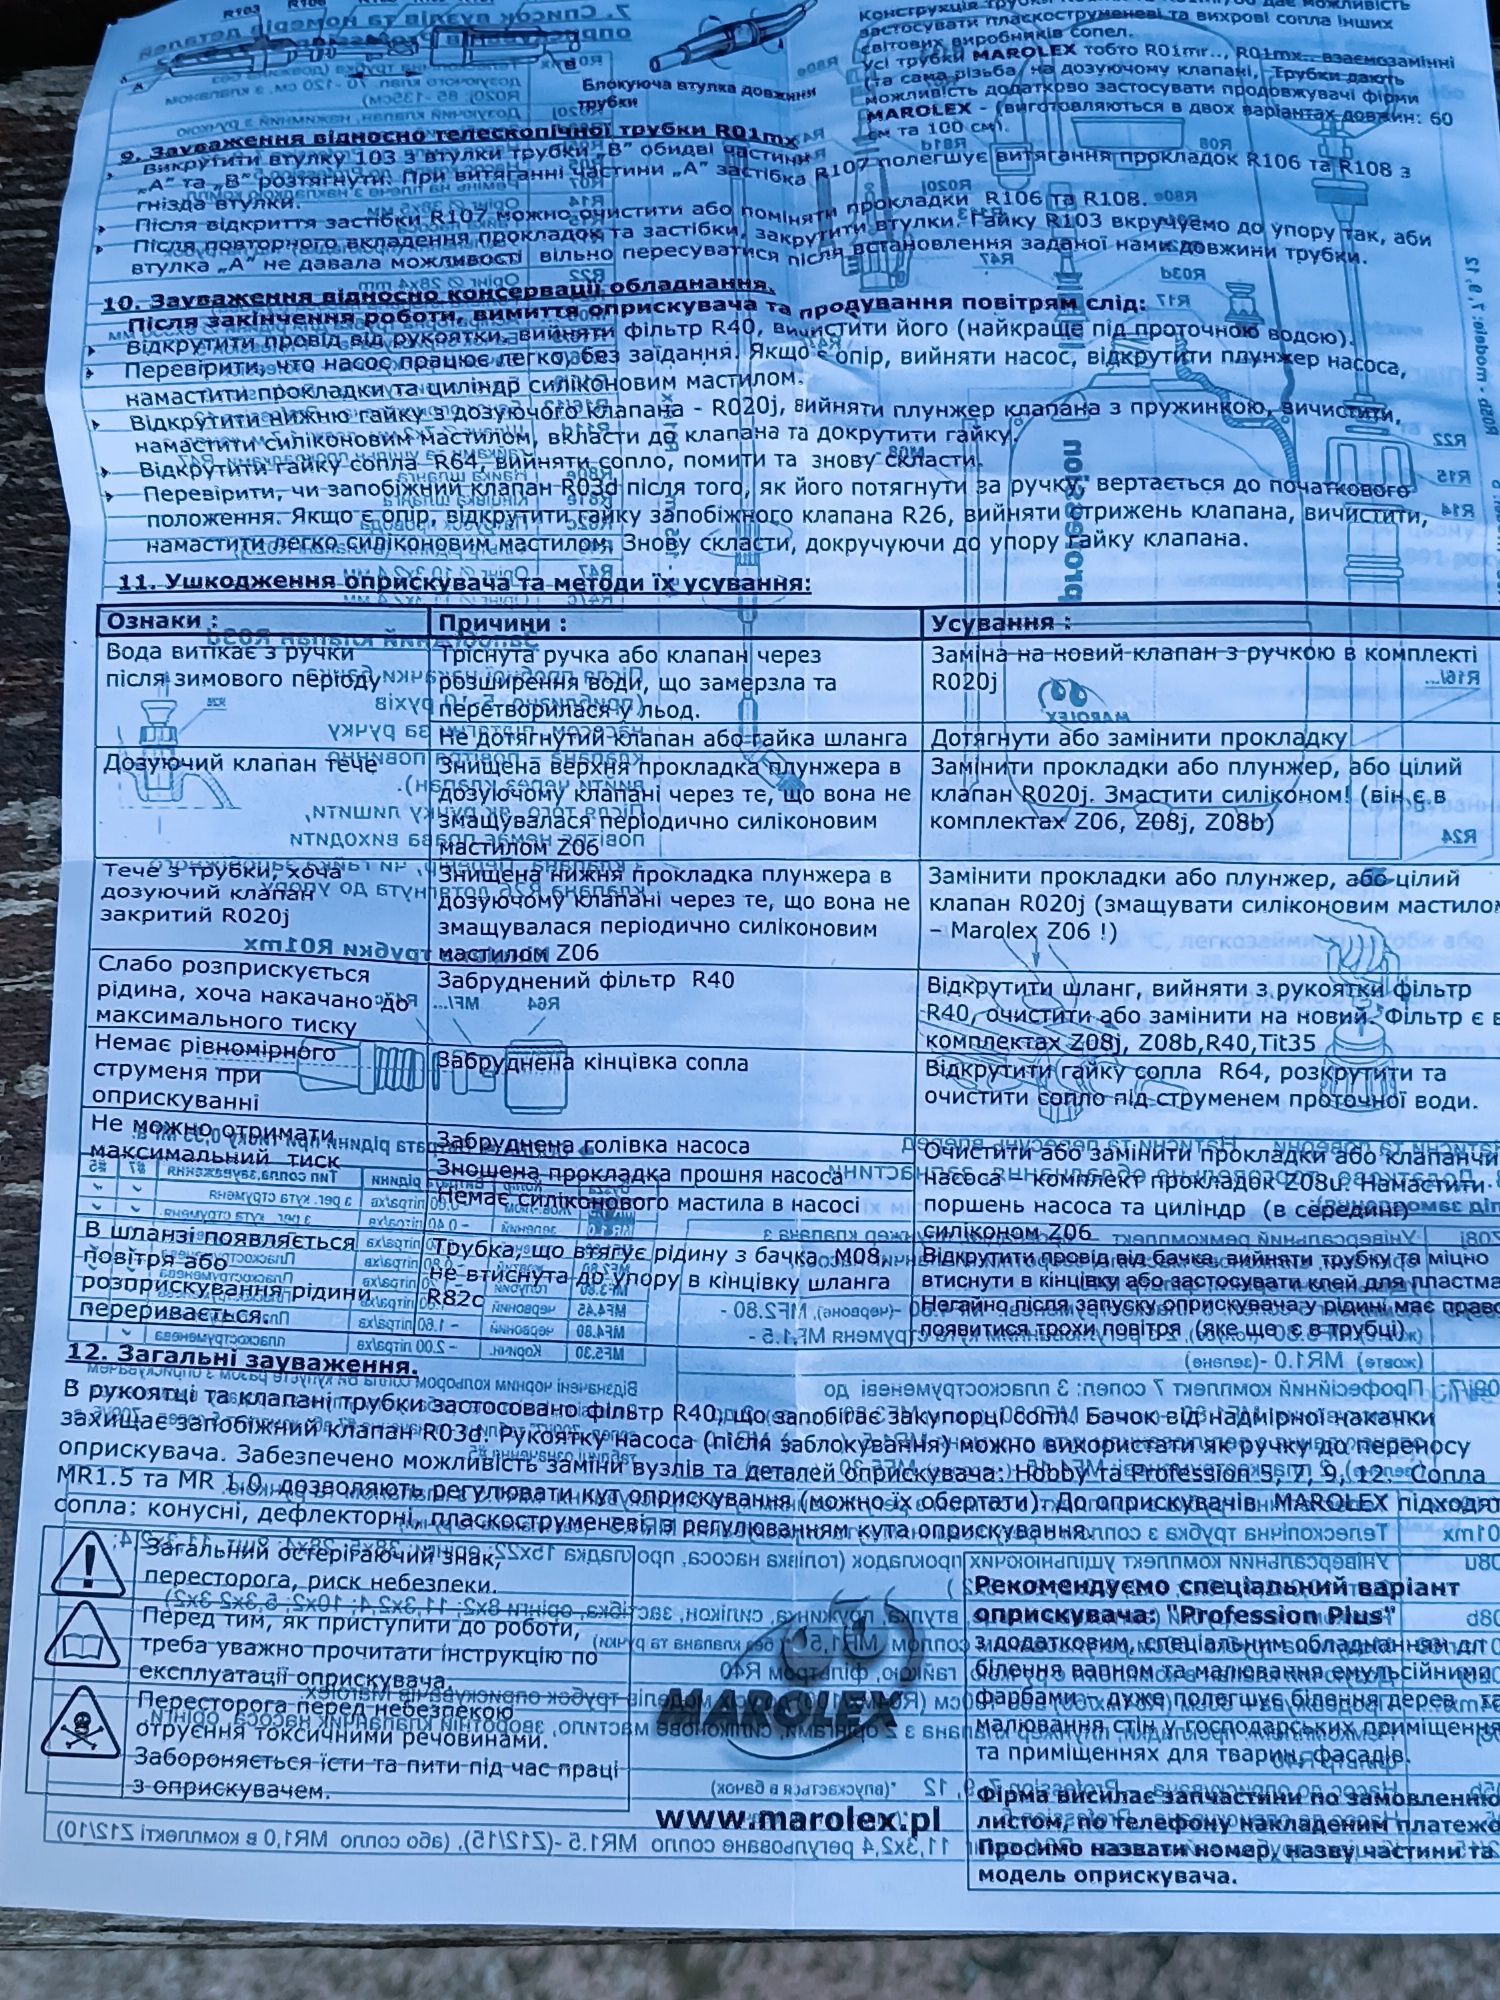 R103
Блокуюча втулка довжини
трубки
застосувати пласкоструменеві та вихрові сопла інших
світових виробників сопел.
усі трубки MAROLEX тобто R01mr.., R01mx.. взаємозамінні
(та сама різьба на дозуючому клапані, Трубки дають
можливість додатково застосувати продовжувачі фірми
MAROLEX - (виготовляються в двох варіантах довжин: 60
см та 100 см).
9. Зауваження відносно телескопічної трубки R01mx
Викрутити втулку 103 з втулки трубки „В" обидві частини
„А" та „В" розтягнути. При витяганні частини „А" застібка R107 полегшує витягання прокладок R106 та R108 з
гнізда втулки.
Після відкриття застібки R107 можно очистити або поміняти прокладки R106 та R108.
Після повторного вкладення прокладок та застібки, закрутити втулки. Гайку R103 вкручуємо до упору так, аби
втулка „А" не давала можливості вільно пересуватися після встановлення заданої нами довжини трубки.
10. Зауваження відносно консервації обладнання.
Після закінчення роботи, вимиття оприскувача та продування повітрям слід:
Відкрутити провід від рукоятки, вийняти фільтр R40, вичистити його (найкраще під проточною водою).
Перевірити, что насос працює легко, без заїдання. Якщо є опір, вийняти насос, відкрутити плунжер насоса,
намастити прокладки та циліндр силіконовим мастилом.
Відкрутити нижню гайку з дозуючого клапана - R020j, вийняти плунжер клапана з пружинкою, вичистити,
намастити силіконовим мастилом, вкласти до клапана та докрутити гайку.
Відкрутити гайку сопла R64, вийняти сопло, помити та знову скласти.
Перевірити, чи запобіжний клапан R03d після того, як його потягнути за ручку, вертається до початкового
положення. Якщо є опір, відкрутити гайку запобіжного клапана R26, вийняти стрижень клапана, вичистити,
намастити легко силіконовим мастилом. Знову скласти, докручуючи до упору гайку клапана.
11. Ушкодження оприскувача та методи їх усування:
Ознаки : Причини : Усування :
Вода витікає з ручки
після зимового періоду
Тріснута ручка або клапан через
розширення води, що замерзла та
перетворилася у льод.
Заміна на новий клапан з ручкою в комплекті
R020j
Не дотягнутий клапан або гайка шланга
Дотягнути або замінити прокладку
Дозуючий клапан тече
Знищена верхня прокладка плунжера в
дозуючому клапані через те, що вона не
змащувалася періодично силіконовим
мастилом Z06
Замінити прокладки або плунжер, або цілий
клапан R020j. Змастити силіконом! (він є в
комплектах Z06, Z08j, Z08b)
Тече з трубки, хоча
дозуючий клапан
закритий R020j
Знищена нижня прокладка плунжера в
дозуючому клапані через те, що вона не
змащувалася періодично силіконовим
мастилом Z06
Замінити прокладки або плунжер, або цілий
клапан R020j (змащувати силіконовим мастилом
– Marolex Z06 !)
Слабо розприскується
рідина, хоча накачано до
максимального тиску
Забруднений фільтр R40
Відкрутити шланг, вийняти з рукоятки фільтр
R40, очистити або замінити на новий. Фільтр є в
комплектах Z08j, Z08b,R40,Tit35
Немає рівномірного
струменя при
оприскуванні
Забруднена кінцівка сопла
Відкрутити гайку сопла R64, розкрутити та
очистити сопло під струменем проточної води.
Не можно отримати
максимальний тиск
Забруднена голівка насоса
Зношена прокладка прошня насоса
Немає силіконового мастила в насосі
Очистити або замінити прокладки або клапанчик
насоса – комплект прокладок Z08u. Намастити
поршень насоса та циліндр (в середині)
силіконом Z06
В шланзі появляється
повітря або
розприскування рідини
переривається.
Трубка, що втягує рідину з бачка, M08
не втиснута до упору в кінцівку шланга
R82c
Відкрутити провід від бачка, вийняти трубку та міцно
втиснути в кінцівку або застосувати клей для пластма
Негайно після запуску оприскувача у рідині має право
появитися трохи повітря (яке ще є в трубці)
12. Загальні зауваження.
В рукоятці та клапані трубки застосовано фільтр R40, що запобігає закупорці сопл. Бачок від надмірної накачки
захищає запобіжний клапан R03d. Рукоятку насоса (після заблокування) можно використати як ручку до переносу
оприскувача. Забезпечено можливість заміни вузлів та деталей оприскувача: Hobby та Profession 5, 7, 9, 12. Сопла
MR1.5 та MR 1.0, дозволяють регулювати кут оприскування (можно їх обертати). До оприскувачів MAROLEX підходят
сопла: конусні, дефлекторні, пласкоструменеві, з регулюванням кута оприскування.
Загальний остерігаючий знак,
пересторога, риск небезпеки.
Перед тим, як приступити до роботи,
треба уважно прочитати інструкцію по
експлуатації оприскувача.
Пересторога перед небезпекою
отруєння токсичними речовинами.
Забороняється їсти та пити під час праці
з оприскувачем.
MAROLEX
www.marolex.pl
Рекомендуємо спеціальний варіант
оприскувача: "Profession Plus"
з додатковим, спеціальним обладнанням дл
білення вапном та малювання емульсійними
фарбами – дуже полегшує білення дерев та
малювання стін у господарських приміщення
та приміщеннях для тварин, фасадів.
Фірма висилає запчастини по замовленню
листом, по телефону накладеним платежо
Просимо назвати номер, назву частини та
модель оприскувача.